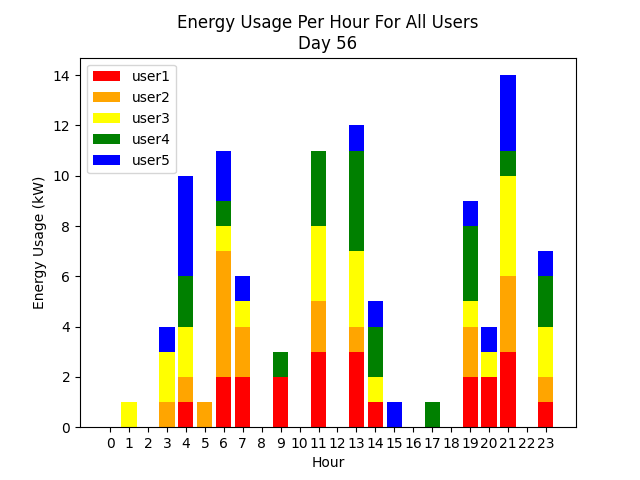 Energy Usage Per Hour For All Users
Day 56
user1
user2
user3
user4
user5
Energy Usage (kW)
14
12
10
8
6
4
2
0
0 1 2 3 4 5 6 7 8 9 10 11 12 13 14 15 16 17 18 19 20 21 22 23
Hour